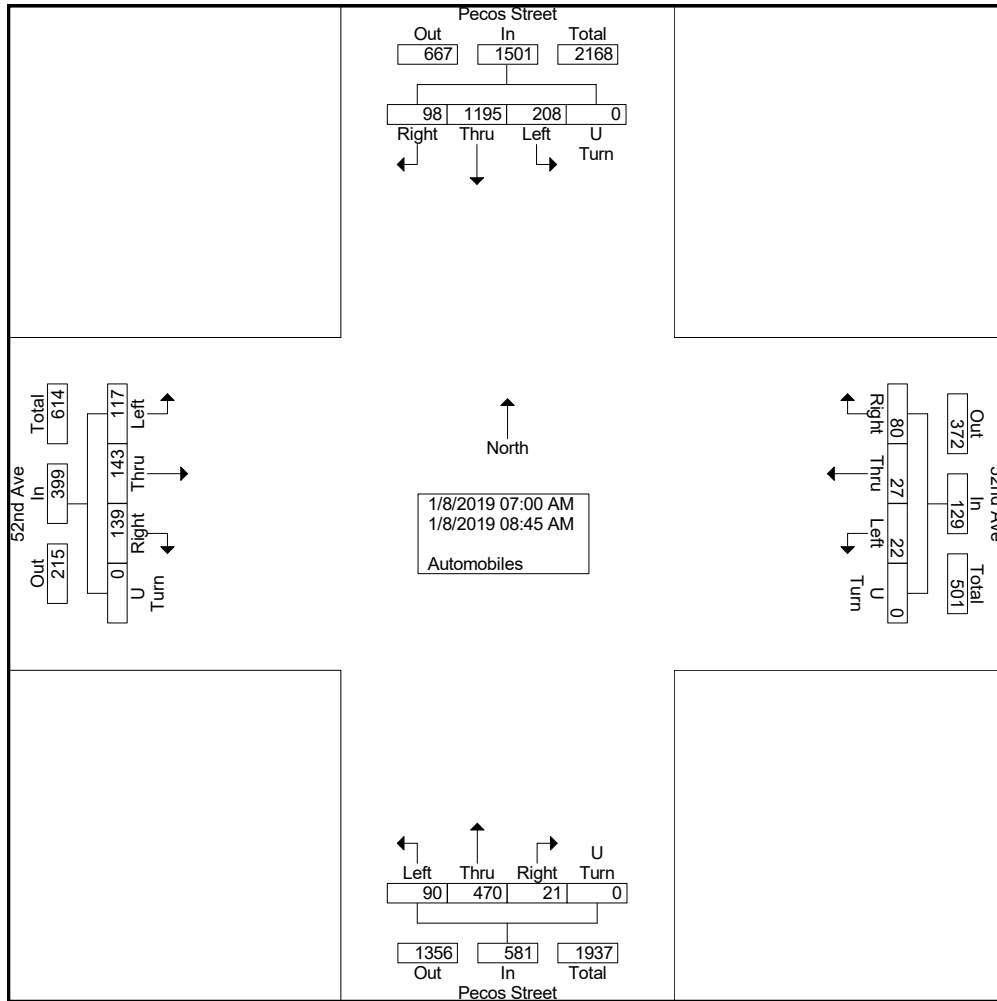 Pecos Street
Out In Total
667 1501 2168
98 1195 208 0
Right Thru Left U
Turn
52nd Ave
Total In Out
614 399 215
117 143 139 0
Left Thru Right U
Turn
North
1/8/2019 07:00 AM
1/8/2019 08:45 AM
Automobiles
Right Thru Left U
Turn
80 27 22 0
Out In Total
372 129 501
52nd Ave
U
Left Thru Right Turn
90 470 21 0
1356 581 1937
Out In Total
Pecos Street